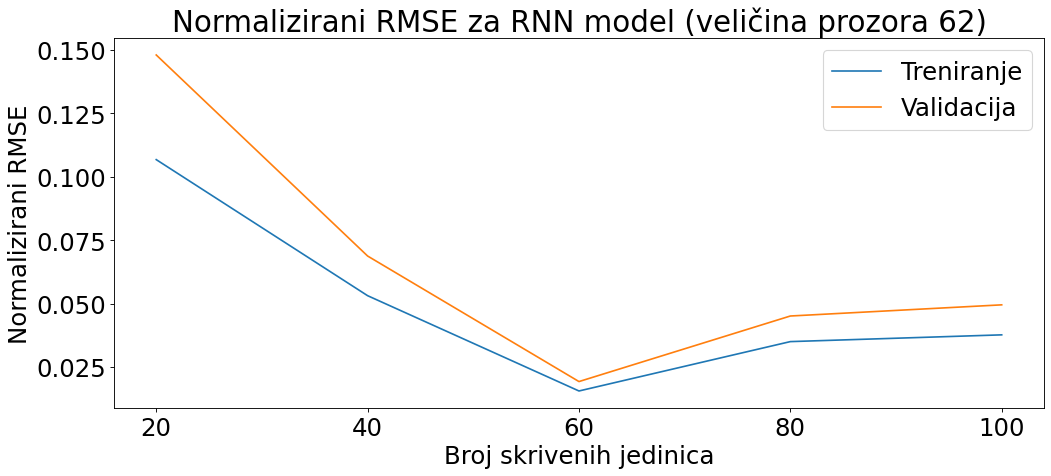 Normalizirani RMSE za RNN model (veličina prozora 62)
Treniranje
Validacija
Normalizirani RMSE
0.150
0.125
0.100
0.075
0.050
0.025
20 40 60 80 100
Broj skrivenih jedinica